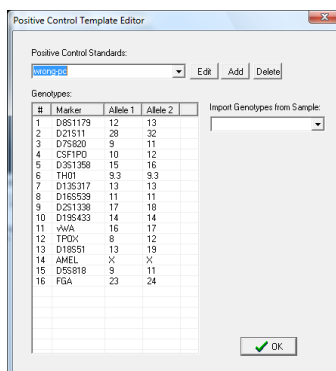 Positive Control Template Editor
Positive Control Standards:
wrong-pc
Edit Add Delete
Genotypes:
Import Genotypes from Sample:
# Marker Allele 1 Allele 2
1 D8S1179 12 13
2 D21S11 28 32
3 D7S820 9 11
4 CSF1PO 10 12
5 D3S1358 15 16
6 TH01 9.3 9.3
7 D13S317 13 13
8 D16S539 11 11
9 D2S1338 17 18
10 D19S433 14 14
11 vWA 16 17
12 TPOX 8 12
13 D18S51 13 19
14 AMEL X X
15 D5S818 9 11
16 FGA 23 24
OK